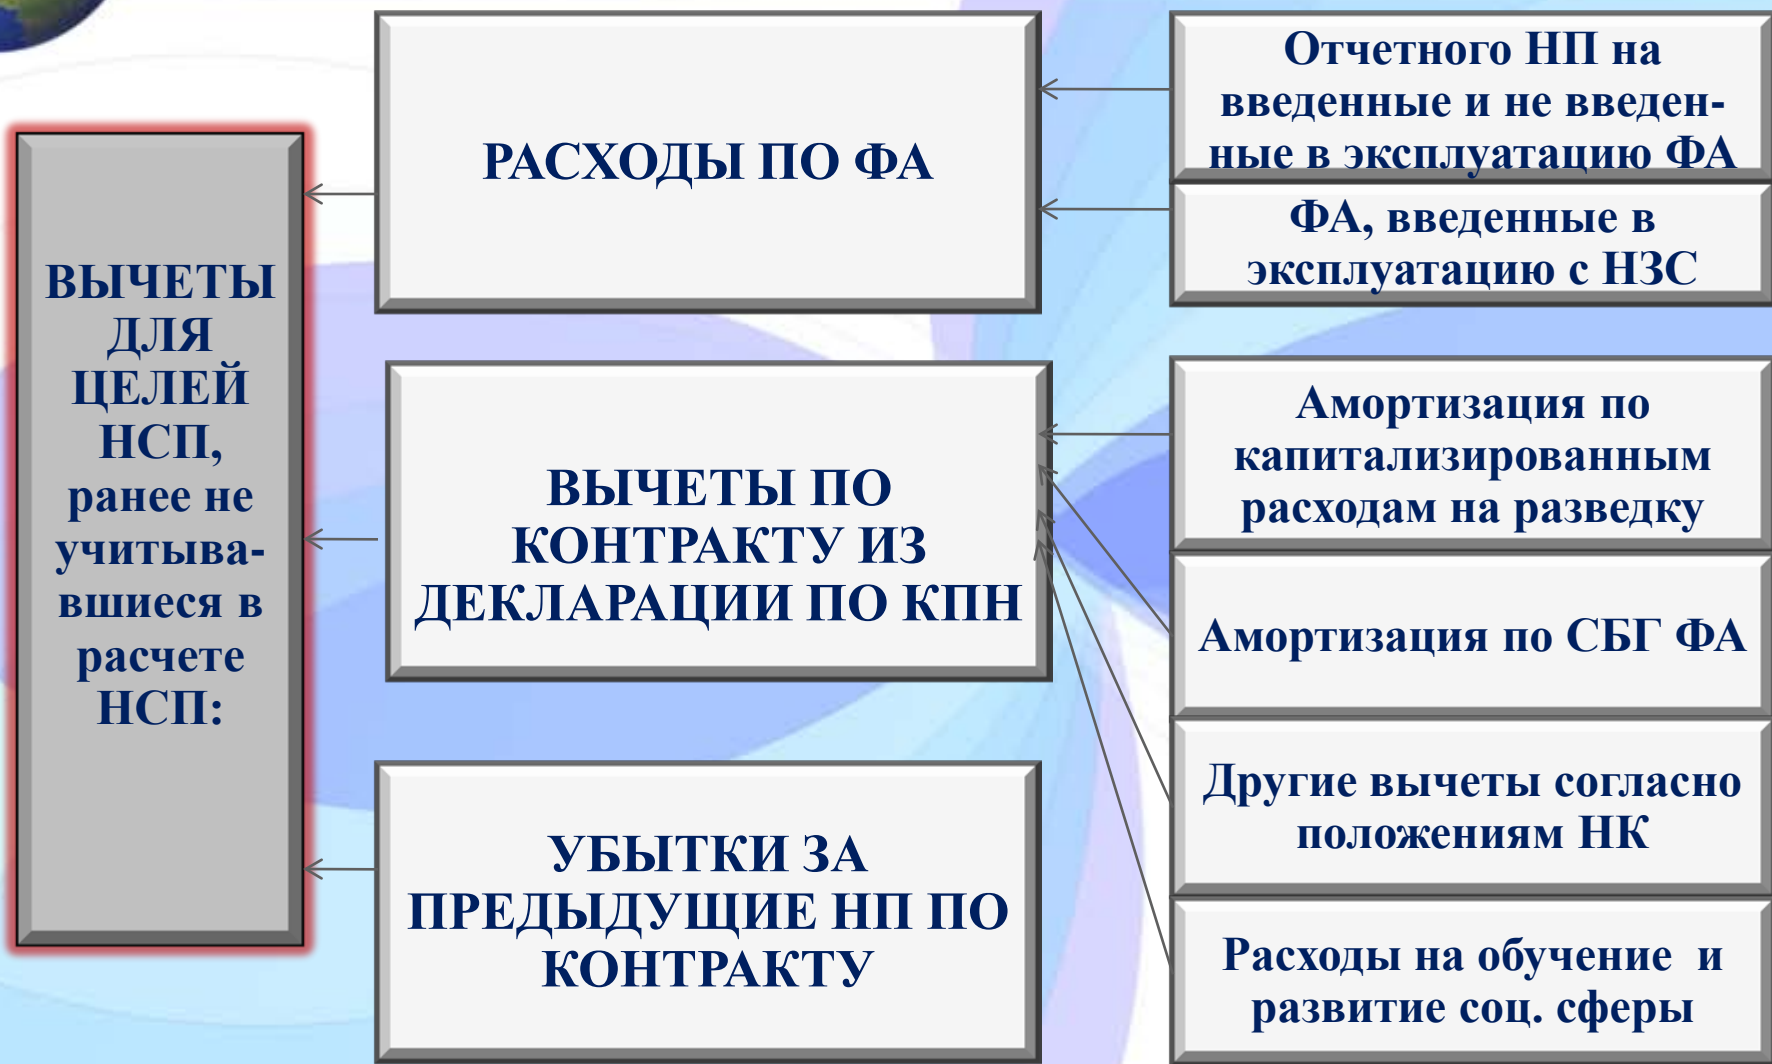 ВЫЧЕТЫ
ДЛЯ
ЦЕЛЕЙ
НСП,
ранее не
учитыва-
вшиеся в
расчете
НСП:
РАСХОДЫ ПО ФА
Отчетного НП на
введенные и не введен-
ные в эксплуатацию ФА
ФА, введенные в
эксплуатацию с НЗС
ВЫЧЕТЫ ПО
КОНТРАКТУ ИЗ
ДЕКЛАРАЦИИ ПО КПН
Амортизация по
капитализированным
расходам на разведку
Амортизация по СБГ ФА
Другие вычеты согласно
положениям НК
Расходы на обучение и
развитие соц. сферы
УБЫТКИ ЗА
ПРЕДЫДУЩИЕ НП ПО
КОНТРАКТУ